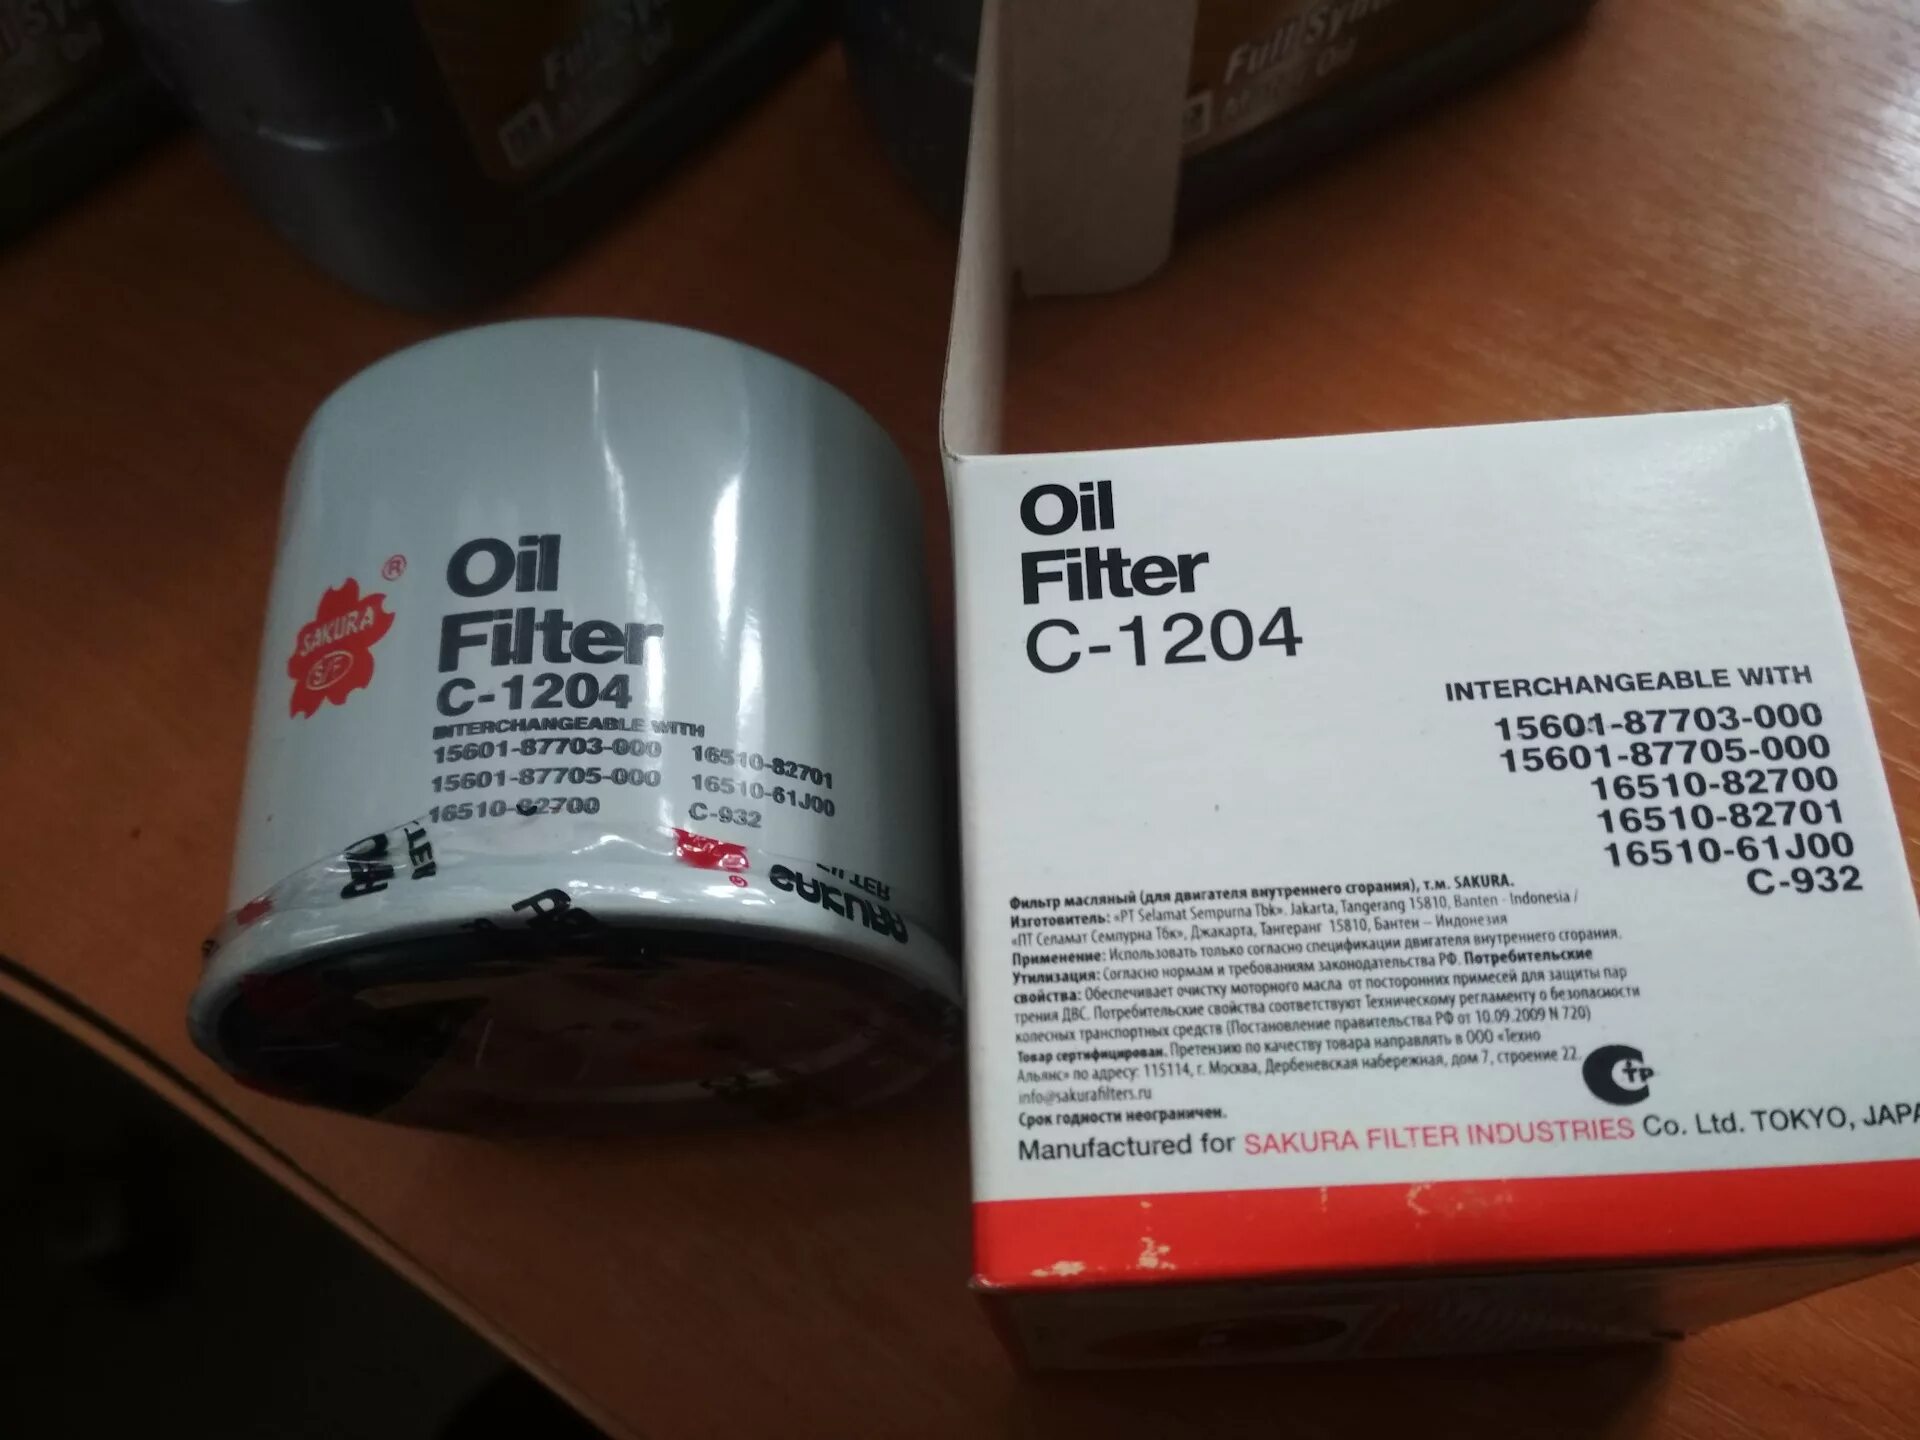 Full Syn
Oil
SAKURA
S/F
®
Oil
Filter
C-1204
INTERCHANGEABLE WITH
15601-87703-000 16510-82701
15601-87705-000 16510-61J00
16510-82700 C-932
SAKURA
Oil
Filter
C-1204
INTERCHANGEABLE WITH
15601-87703-000
15601-87705-000
16510-82700
16510-82701
16510-61J00
C-932
Фильтр масляный (для двигателя внутреннего сгорания), т.м. SAKURA.
Изготовитель: «PT Selamat Sempurna Tbk». Jakarta, Tangerang 15810, Banten - Indonesia /
«ПТ Селамат Семпурна Тбк», Джакарта, Тангеранг 15810, Бантен – Индонезия
Применение: Использовать только согласно спецификации двигателя внутреннего сгорания.
Утилизация: Согласно нормам и требованиям законодательства РФ. Потребительские
свойства: Обеспечивает очистку моторного масла от посторонних примесей для защиты пар
трения ДВС. Потребительские свойства соответствуют Техническому регламенту о безопасности
колесных транспортных средств (Постановление правительства РФ от 10.09.2009 N 720)
Товар сертифицирован. Претензию по качеству товара направлять в ООО «Техно
Альянс» по адресу: 115114, г. Москва, Дербеневская набережная, дом 7, строение 22.
info@sakurafilters.ru
Срок годности неограничен.
Manufactured for SAKURA FILTER INDUSTRIES Co. Ltd. TOKYO, JAPA